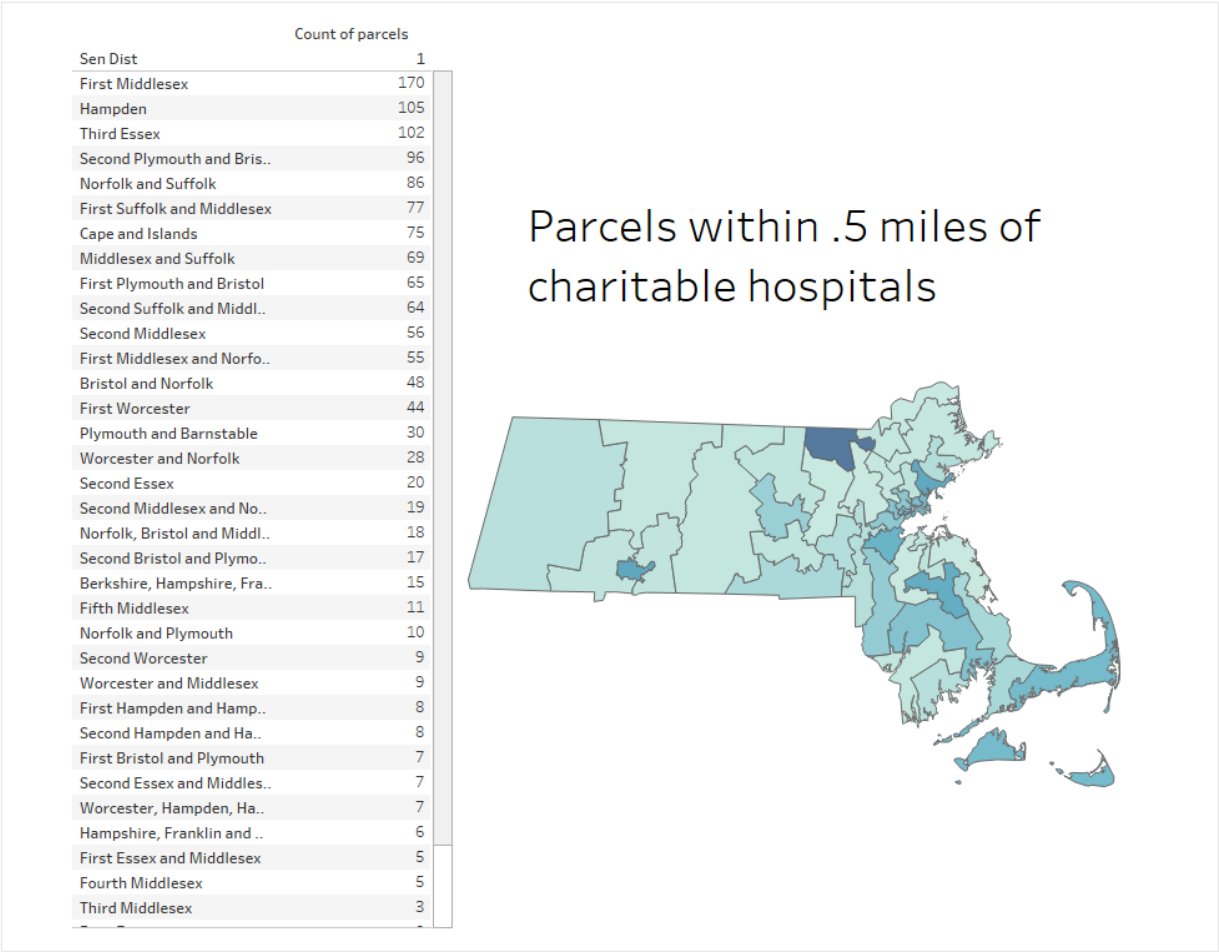 Count of parcels
Sen Dist 1
First Middlesex 170
Hampden 105
Third Essex 102
Second Plymouth and Bris.. 96
Norfolk and Suffolk 86
First Suffolk and Middlesex 77
Cape and Islands 75
Middlesex and Suffolk 69
First Plymouth and Bristol 65
Second Suffolk and Middl.. 64
Second Middlesex 56
First Middlesex and Norfo.. 55
Bristol and Norfolk 48
First Worcester 44
Plymouth and Barnstable 30
Worcester and Norfolk 28
Second Essex 20
Second Middlesex and No.. 19
Norfolk, Bristol and Middl.. 18
Second Bristol and Plymo.. 17
Berkshire, Hampshire, Fra.. 15
Fifth Middlesex 11
Norfolk and Plymouth 10
Second Worcester 9
Worcester and Middlesex 9
First Hampden and Hamp.. 8
Second Hampden and Ha.. 8
First Bristol and Plymouth 7
Second Essex and Middles.. 7
Worcester, Hampden, Ha.. 7
Hampshire, Franklin and .. 6
First Essex and Middlesex 5
Fourth Middlesex 5
Third Middlesex 3
Parcels within .5 miles of
charitable hospitals